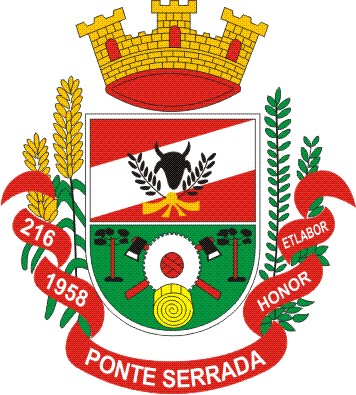 216
1958
PONTE SERRADA
HONOR
ETLABOR